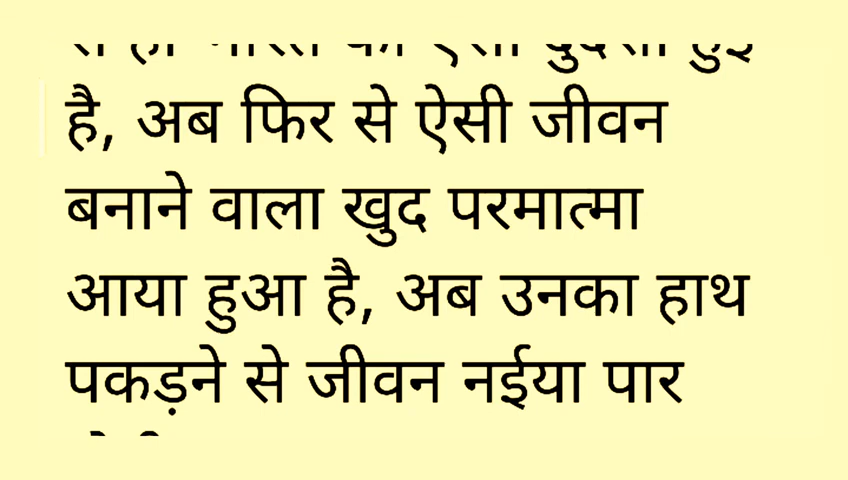 है, अब फिर से ऐसी जीवन
बनाने वाला खुद परमात्मा
आया हुआ है, अब उनका हाथ
पकड़ने से जीवन नईया पार